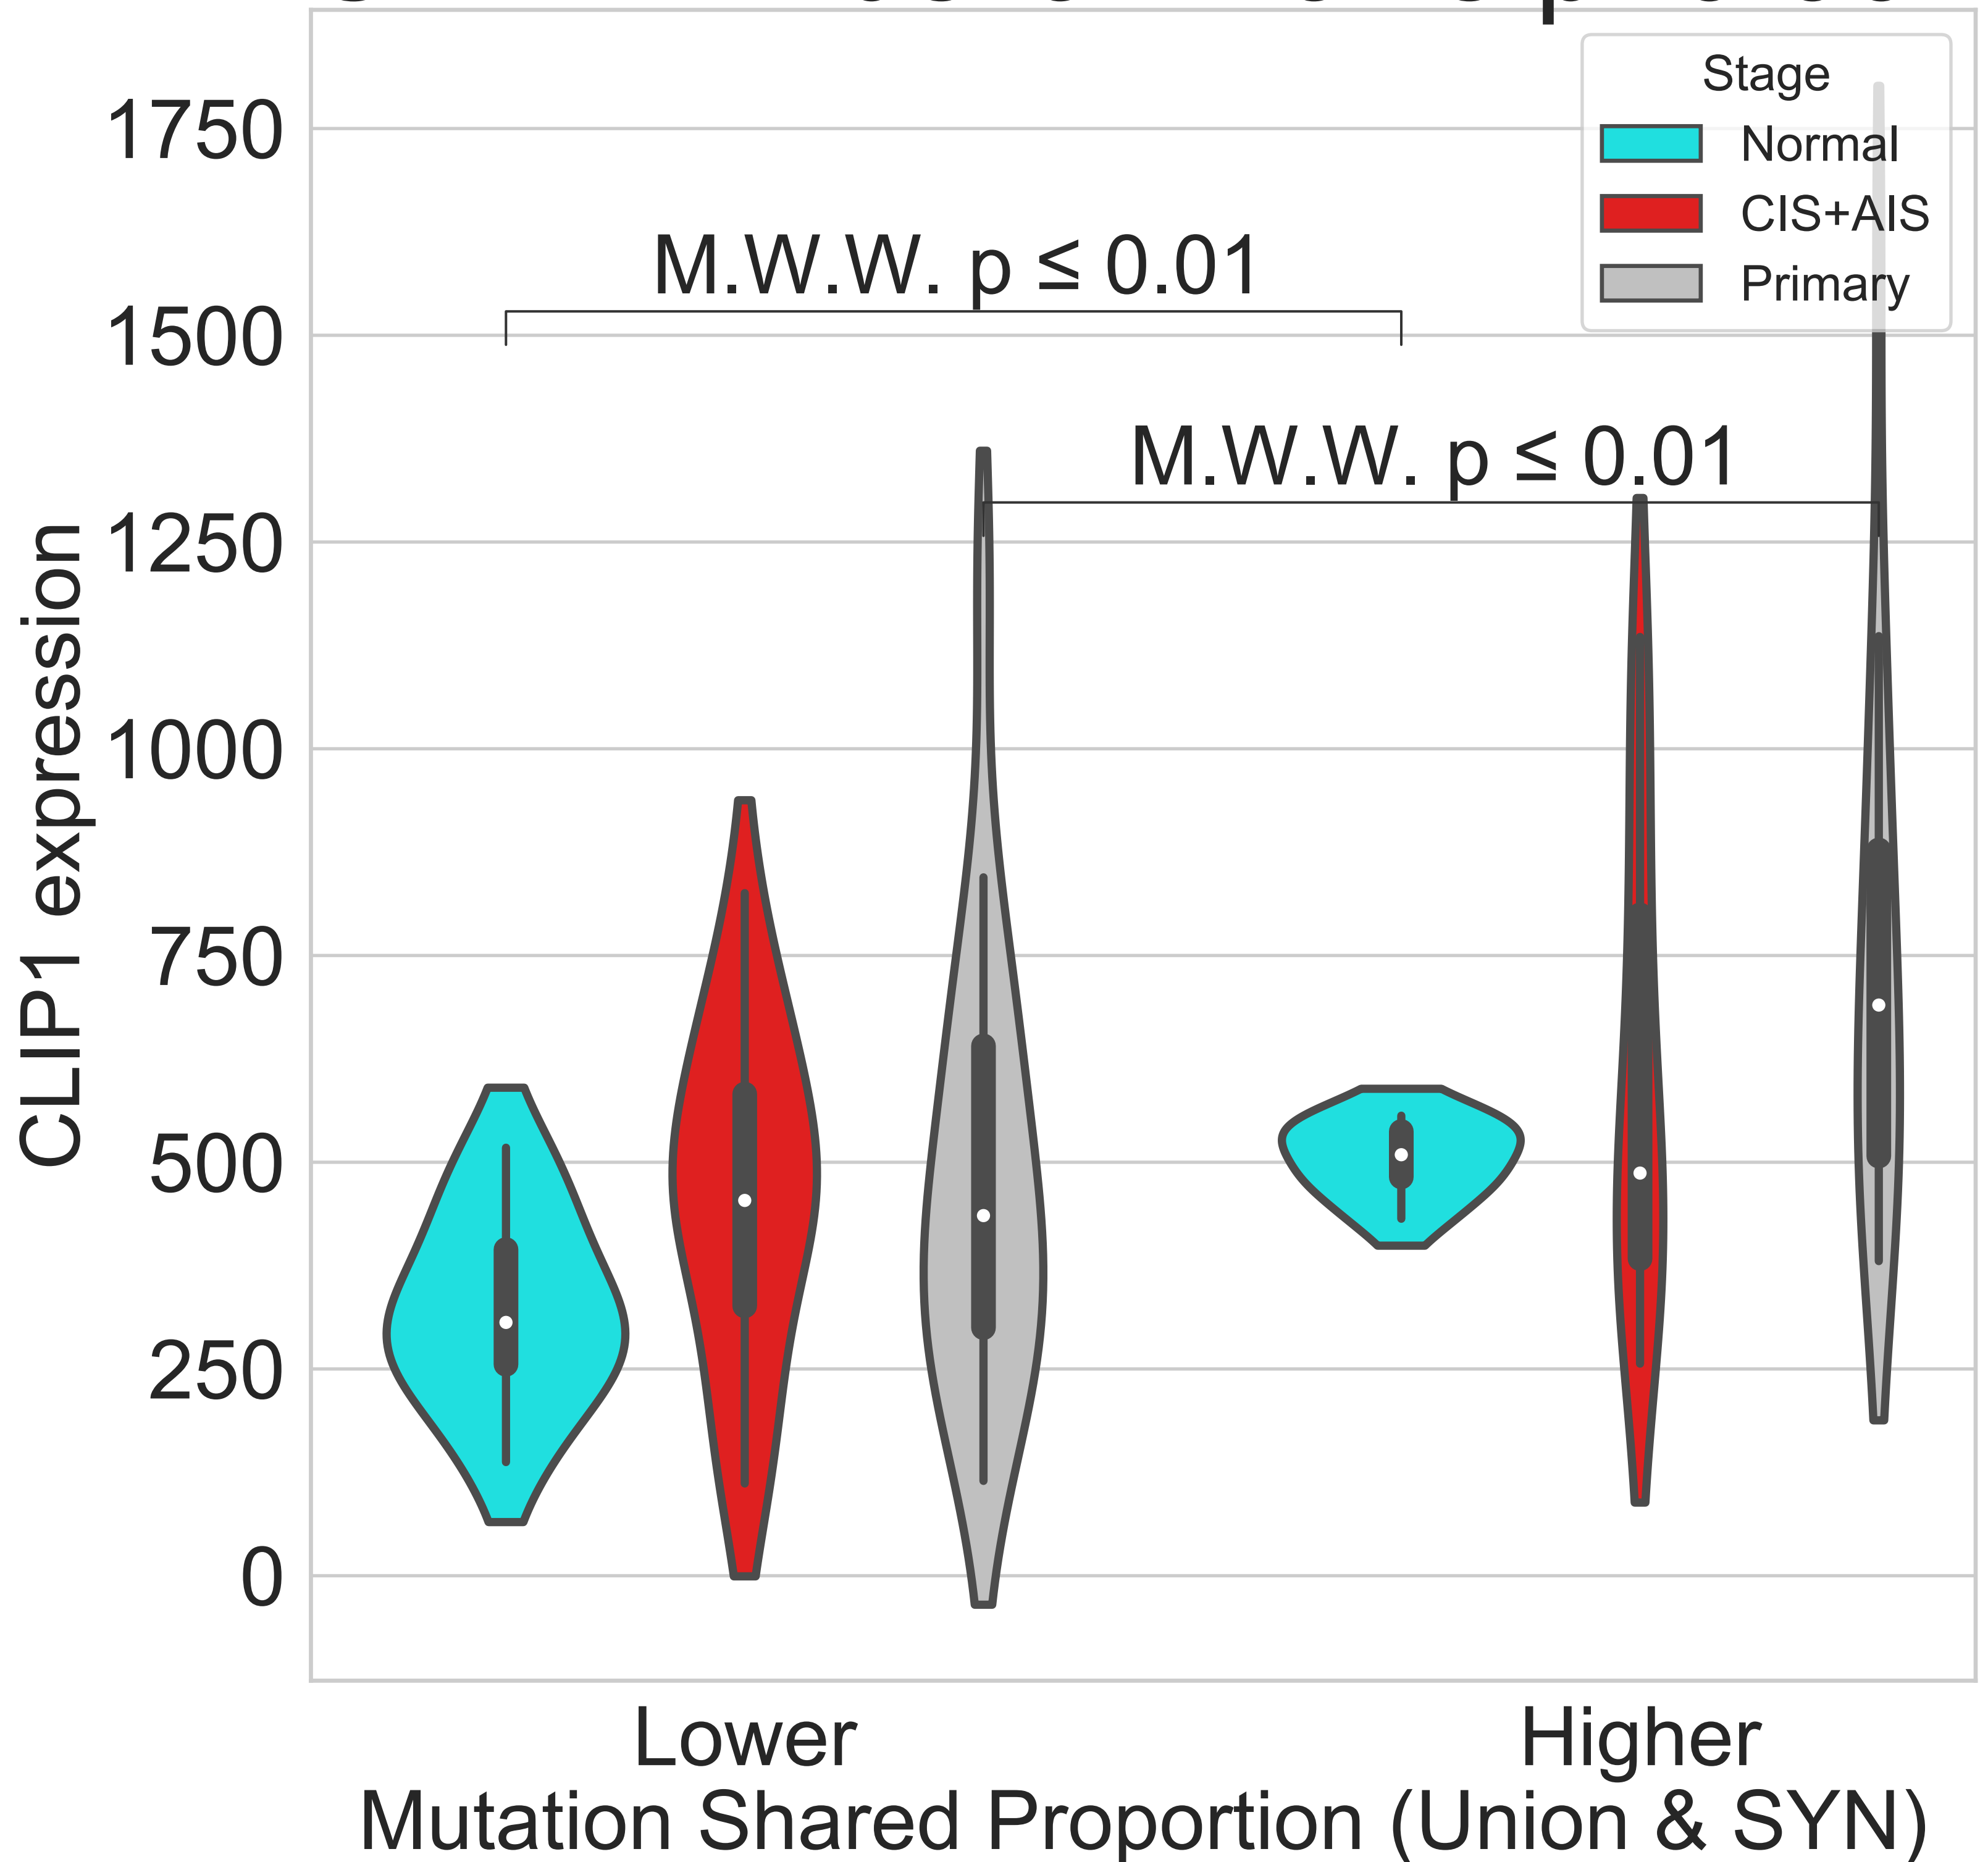 Stage
Normal
CIS+AIS
Primary
M.W.W. p ≤ 0.01
M.W.W. p ≤ 0.01
1750
1500
1250
1000
750
500
250
0
CLIP1 expression
Lower
Higher
Mutation Shared Proportion (Union & SYN)